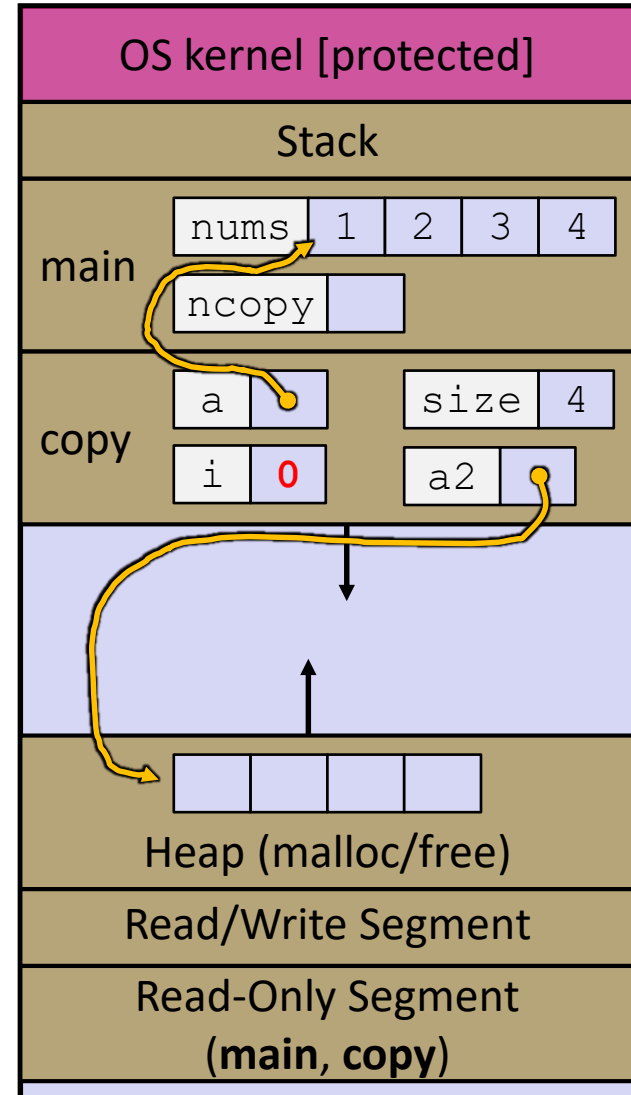 OS kernel [protected]
Stack
main
nums 1 2 3 4
ncopy
copy
a size 4
i 0 a2
Heap (malloc/free)
Read/Write Segment
Read-Only Segment
(main, copy)